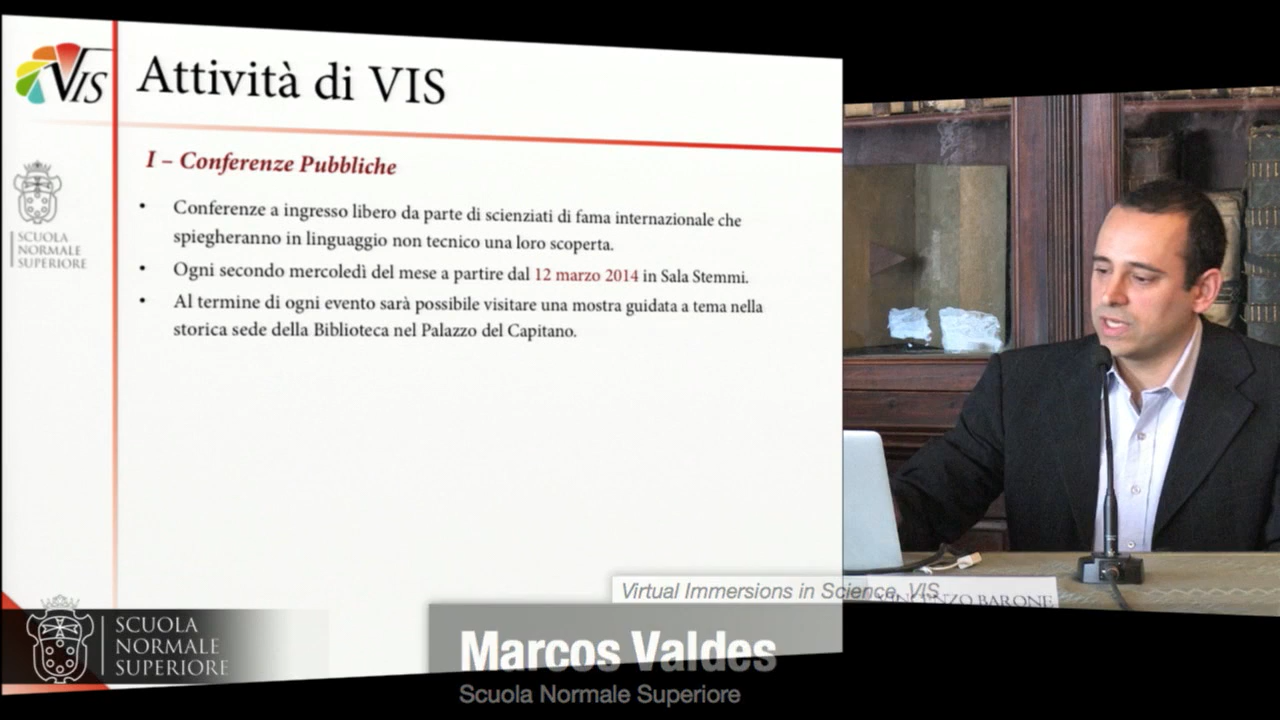 VIS
Attività di VIS
I – Conferenze Pubbliche
• Conferenze a ingresso libero da parte di scienziati di fama internazionale che
spiegheranno in linguaggio non tecnico una loro scoperta.
• Ogni secondo mercoledì del mese a partire dal 12 marzo 2014 in Sala Stemmi.
• Al termine di ogni evento sarà possibile visitare una mostra guidata a tema nella
storica sede della Biblioteca nel Palazzo del Capitano.
SCUOLA
NORMALE
SUPERIORE
Virtual Immersions in Science, VIS
VINCENZO BARONE
SCUOLA
NORMALE
SUPERIORE
Marcos Valdes
Scuola Normale Superiore